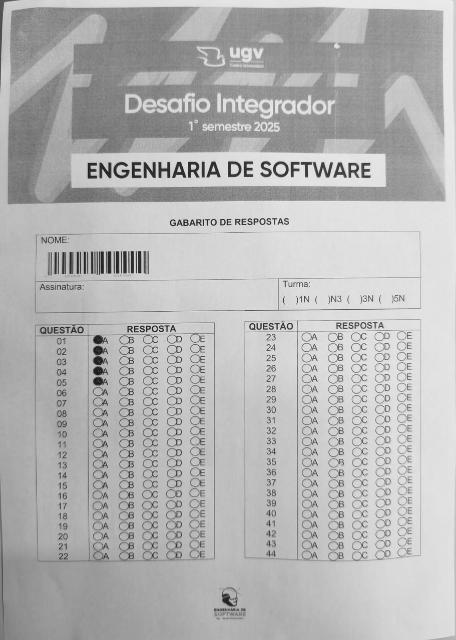 ugv
Desafio Integrador
1° semestre 2025
ENGENHARIA DE SOFTWARE
GABARITO DE RESPOSTAS
NOME:
Assinatura:
Turma:
( )1N ( )N3 ( )3N ( )5N
QUESTÃO RESPOSTA
01 A B C D E
02 A B C D E
03 A B C D E
04 A B C D E
05 A B C D E
06 A B C D E
07 A B C D E
08 A B C D E
09 A B C D E
10 A B C D E
11 A B C D E
12 A B C D E
13 A B C D E
14 A B C D E
15 A B C D E
16 A B C D E
17 A B C D E
18 A B C D E
19 A B C D E
20 A B C D E
21 A B C D E
22 A B C D E
QUESTÃO RESPOSTA
23 A B C D E
24 A B C D E
25 A B C D E
26 A B C D E
27 A B C D E
28 A B C D E
29 A B C D E
30 A B C D E
31 A B C D E
32 A B C D E
33 A B C D E
34 A B C D E
35 A B C D E
36 A B C D E
37 A B C D E
38 A B C D E
39 A B C D E
40 A B C D E
41 A B C D E
42 A B C D E
43 A B C D E
44 A B C D E
ENGENHARIA DE
SOFTWARE